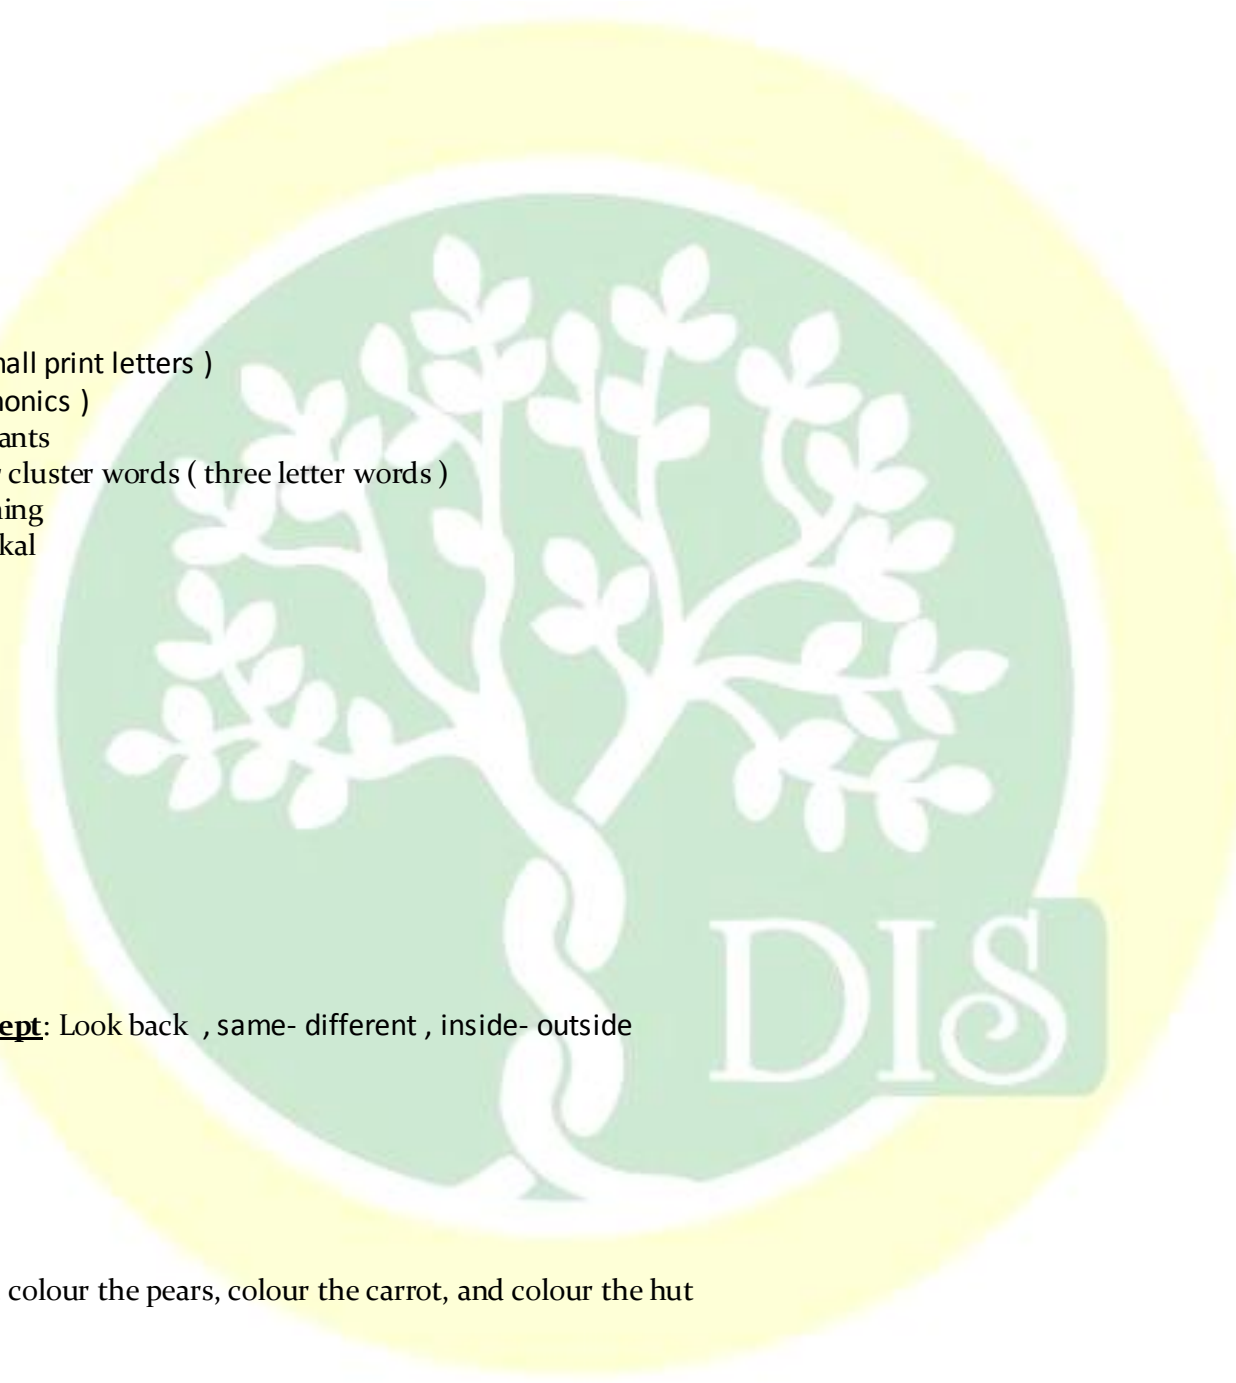 nall print letters )
honics )
ants
cluster words ( three letter words )
ning
kal
DIS
ept: Look back , same- different , inside- outside
colour the pears, colour the carrot, and colour the hut